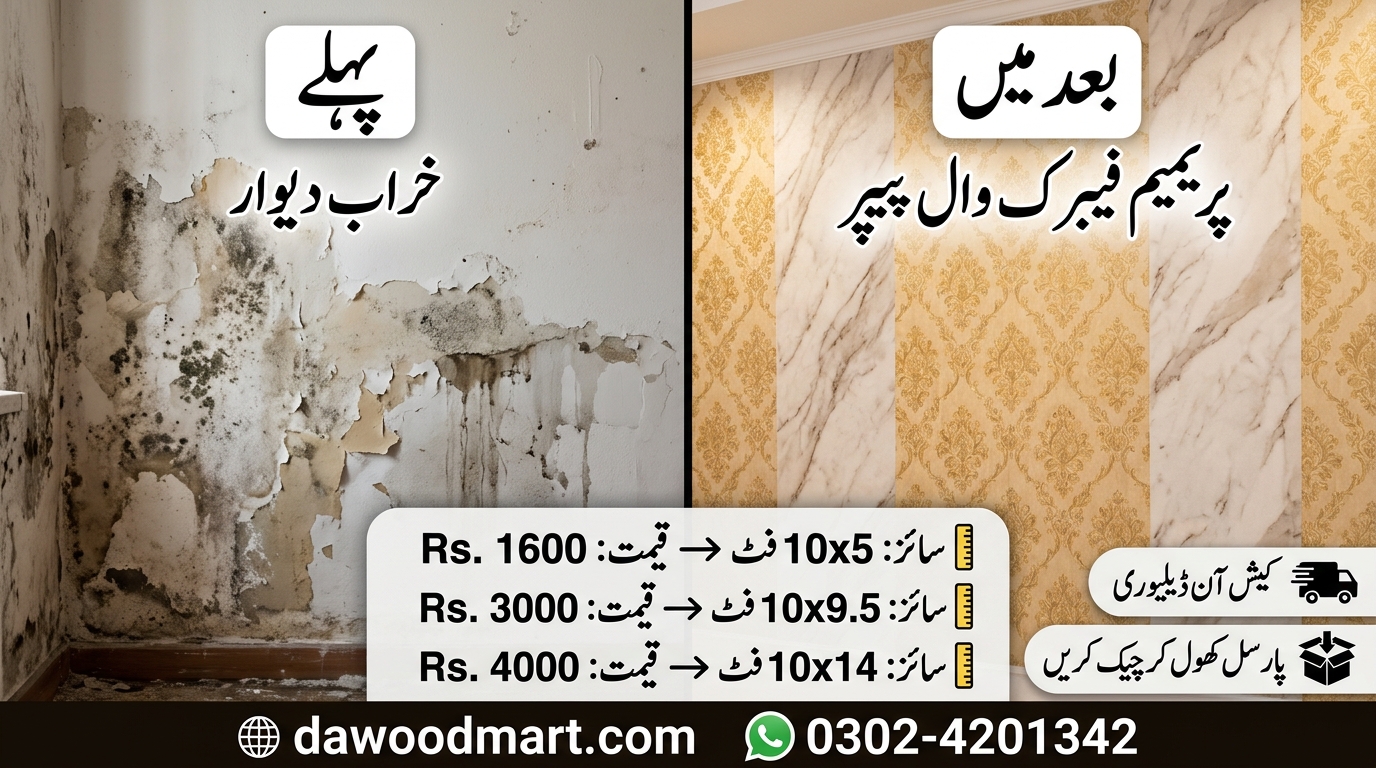 پہلے
خراب دیوار
بعد میں
پریمیم فیبرک وال پیپر
سائز: 10x5 فٹ → قیمت: Rs. 1600
سائز: 10x9.5 فٹ → قیمت: Rs. 3000
سائز: 10x14 فٹ → قیمت: Rs. 4000
کیش آن ڈیلیوری
پارسل کھول کر چیک کریں
dawoodmart.com
0302-4201342